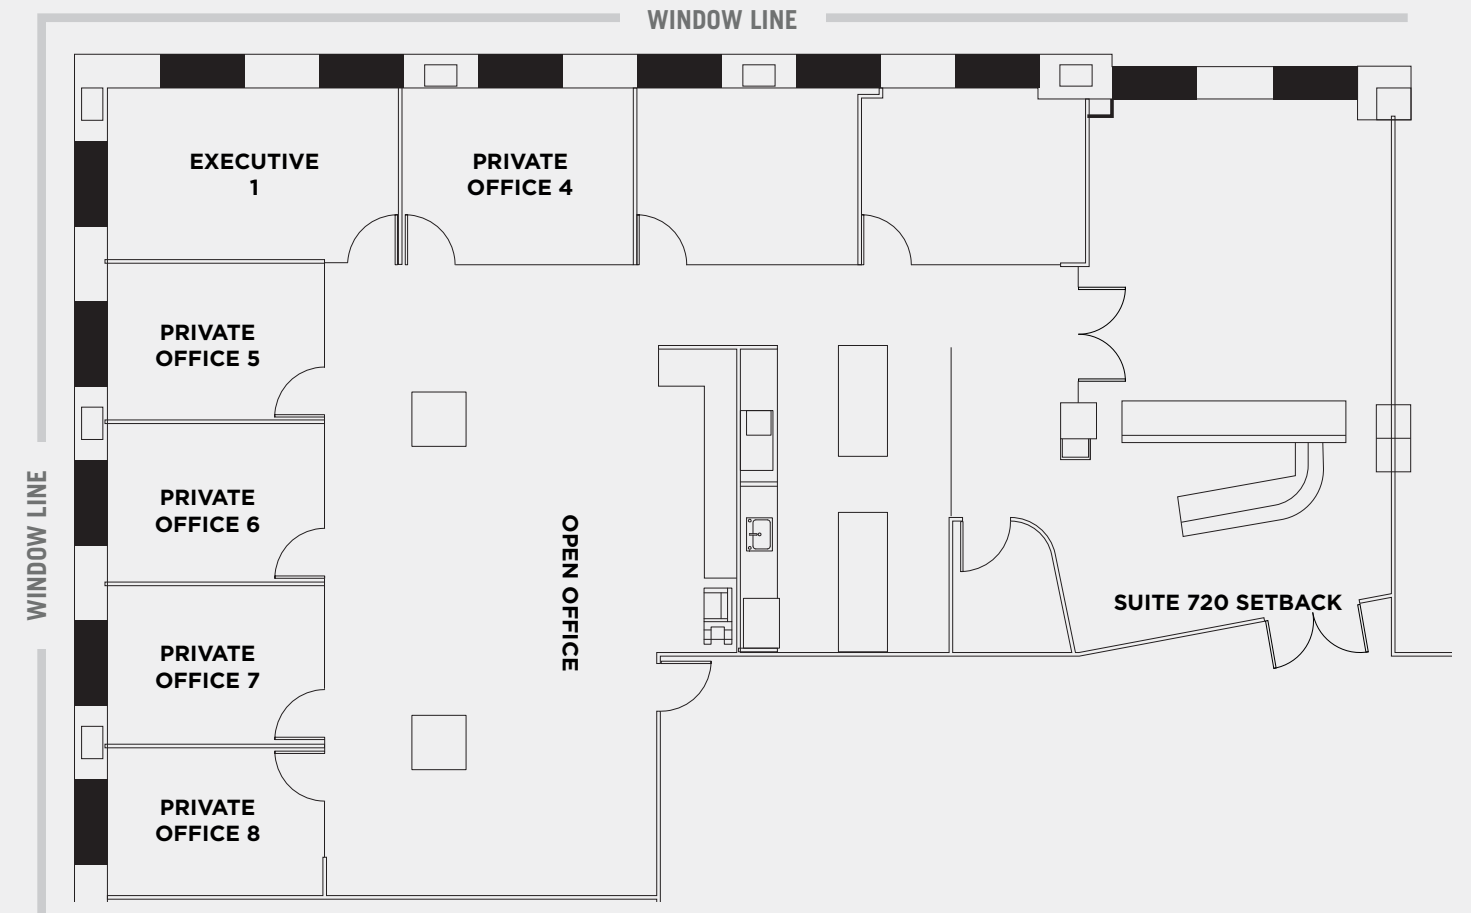 WINDOW LINE
EXECUTIVE
1
PRIVATE
OFFICE 4
PRIVATE
OFFICE 5
WINDOW LINE
PRIVATE
OFFICE 6
OPEN OFFICE
SUITE 720 SETBACK
PRIVATE
OFFICE 7
PRIVATE
OFFICE 8